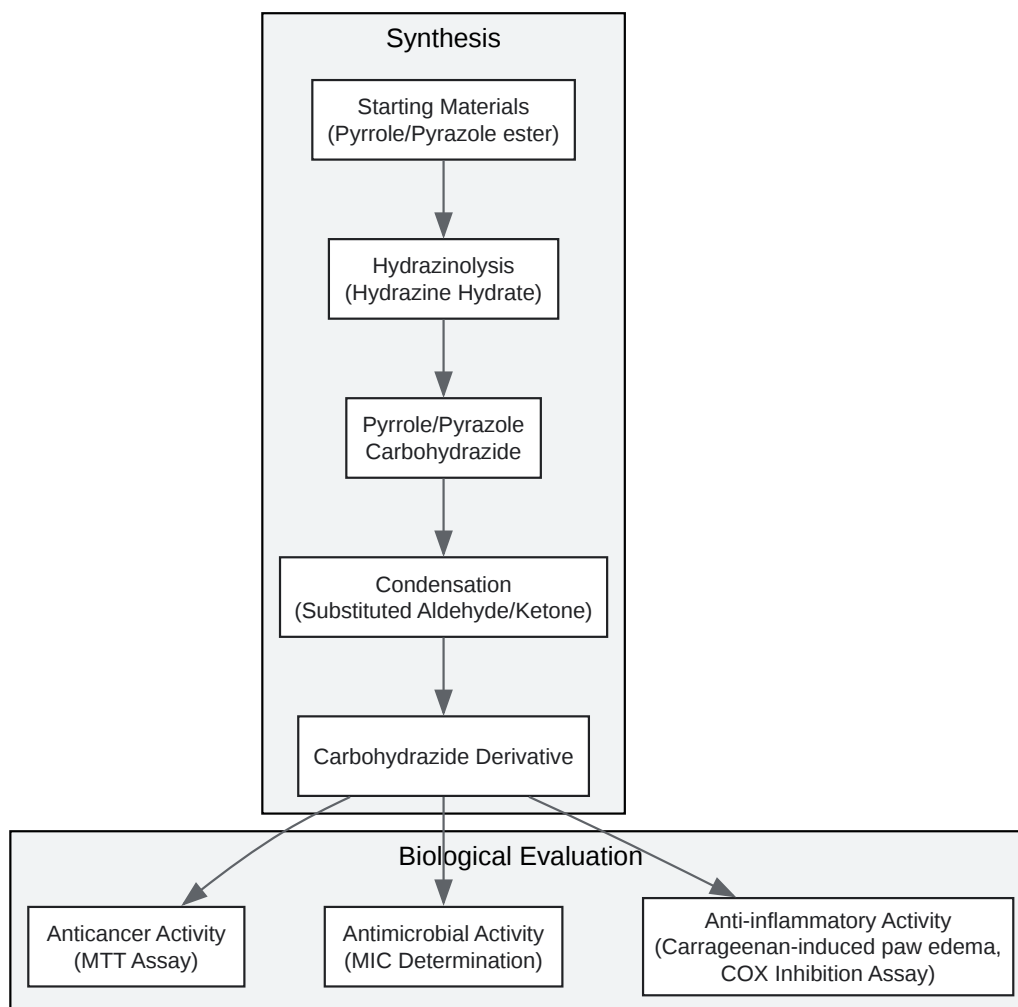 Synthesis
Starting Materials
(Pyrrole/Pyrazole ester)
Hydrazinolysis
(Hydrazine Hydrate)
Pyrrole/Pyrazole
Carbohydrazide
Condensation
(Substituted Aldehyde/Ketone)
Carbohydrazide Derivative
Biological Evaluation
Anticancer Activity
(MTT Assay)
Antimicrobial Activity
(MIC Determination)
Anti-inflammatory Activity
(Carrageenan-induced paw edema,
COX Inhibition Assay)